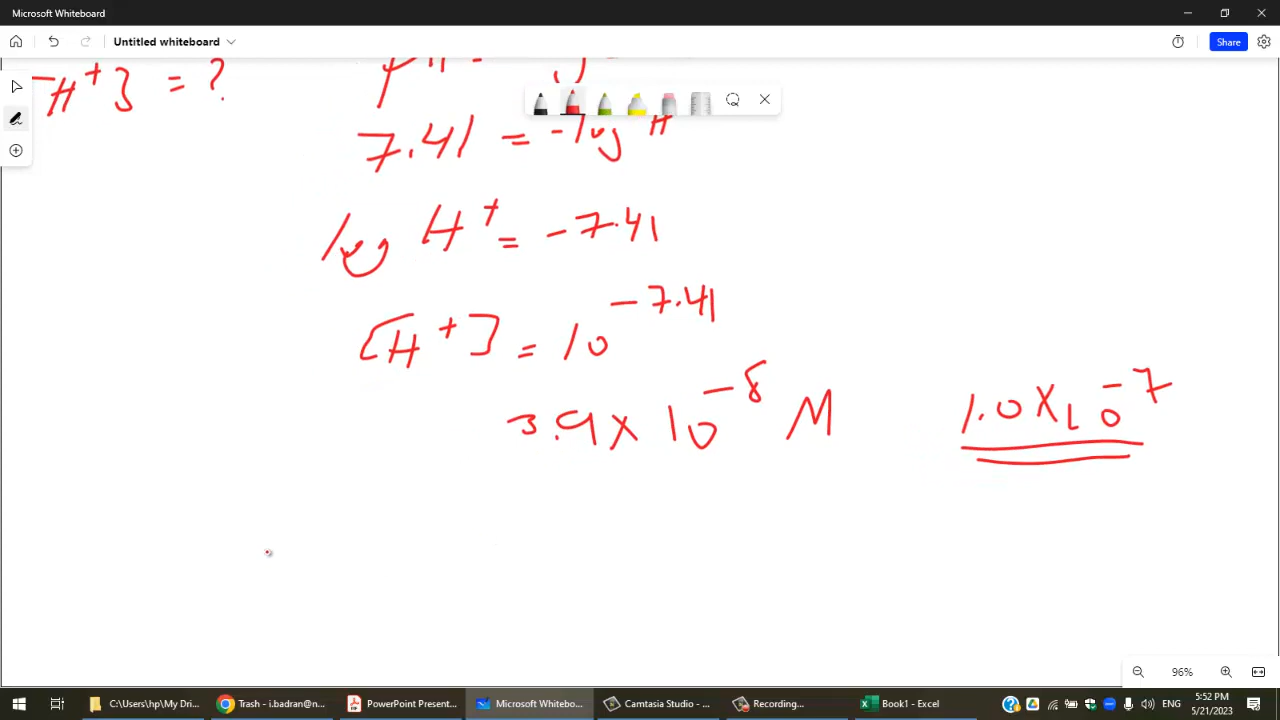 Microsoft Whiteboard
Untitled whiteboard
Share
H⁺] = ?
7.41 = -log H
log H⁺ = -7.41
[H⁺] = 10⁻⁷·⁴¹
3.9 × 10⁻⁸ M
1.0 × 10⁻⁷
96%
C:\Users\hp\My Dri...
Trash - i.badran@n...
PowerPoint Present...
Microsoft Whiteboo...
Camtasia Studio - ...
Recording...
Book1 - Excel
ENG
5:52 PM
5/21/2023